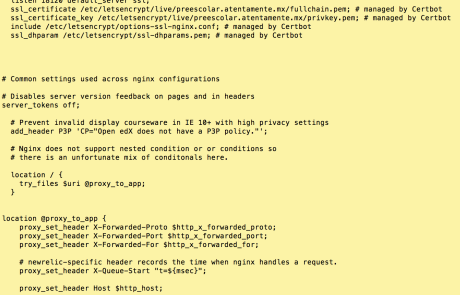 listen 18120 default_server ssl;
ssl_certificate /etc/letsencrypt/live/preescolar.atentamente.mx/fullchain.pem; # managed by Certbot
ssl_certificate_key /etc/letsencrypt/live/preescolar.atentamente.mx/privkey.pem; # managed by Certbot
include /etc/letsencrypt/options-ssl-nginx.conf; # managed by Certbot
ssl_dhparam /etc/letsencrypt/ssl-dhparams.pem; # managed by Certbot
# Common settings used across nginx configurations
# Disables server version feedback on pages and in headers
server_tokens off;
# Prevent invalid display courseware in IE 10+ with high privacy settings
add_header P3P 'CP="Open edX does not have a P3P policy."';
# Nginx does not support nested condition or or conditions so
# there is an unfortunate mix of conditonals here.
location / {
try_files $uri @proxy_to_app;
}
location @proxy_to_app {
proxy_set_header X-Forwarded-Proto $http_x_forwarded_proto;
proxy_set_header X-Forwarded-Port $http_x_forwarded_port;
proxy_set_header X-Forwarded-For $http_x_forwarded_for;
# newrelic-specific header records the time when nginx handles a request.
proxy_set_header X-Queue-Start "t=${msec}";
proxy_set_header Host $http_host;